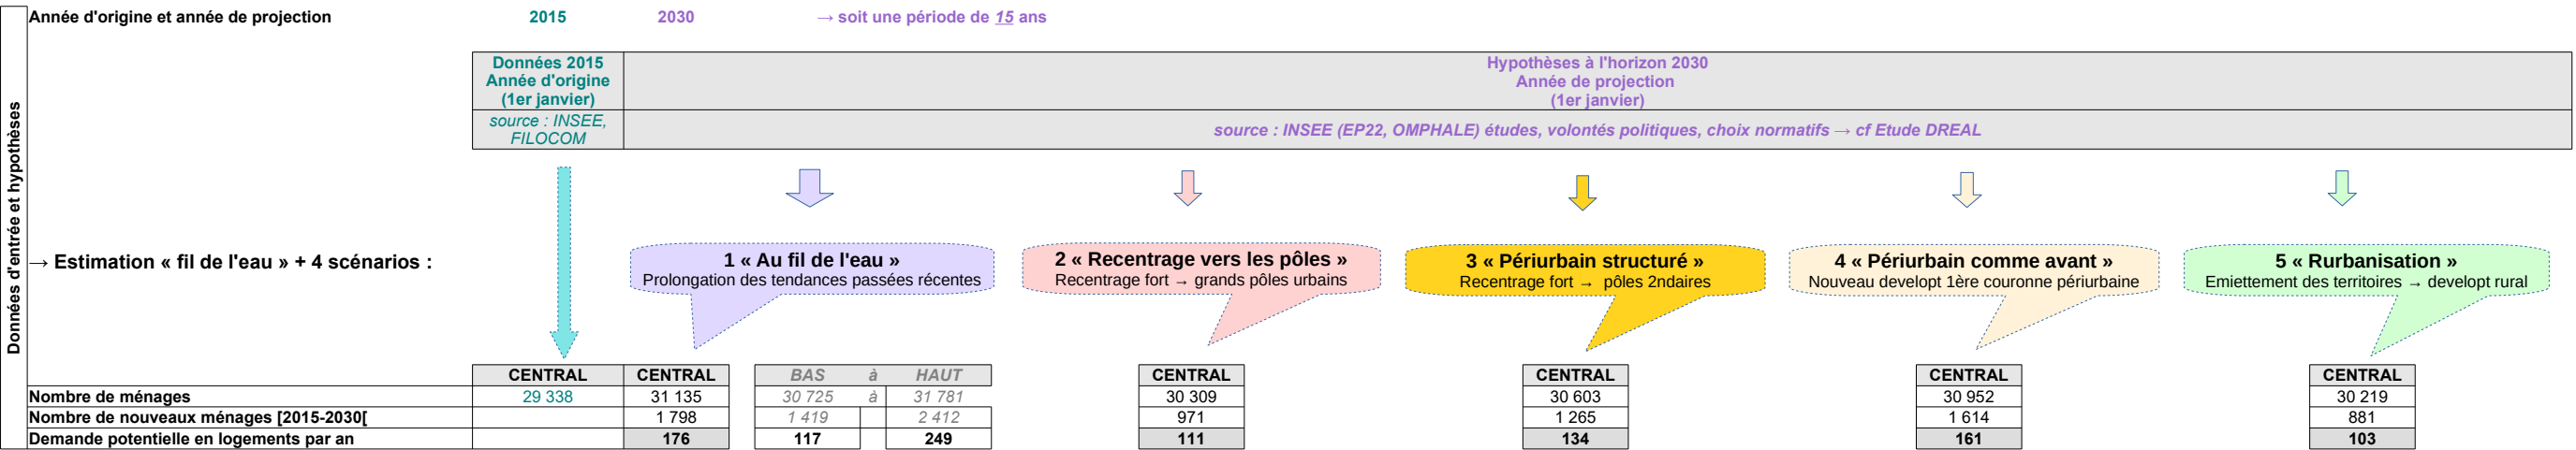 Année d'origine et année de projection 2015 2030 → soit une période de 15 ans
Données d'entrée et hypothèses
Données 2015
Année d'origine
(1er janvier)
Hypothèses à l'horizon 2030
Année de projection
(1er janvier)
source : INSEE,
FILOCOM
source : INSEE (EP22, OMPHALE) études, volontés politiques, choix normatifs → cf Etude DREAL
→ Estimation « fil de l'eau » + 4 scénarios :
1 « Au fil de l'eau »
Prolongation des tendances passées récentes
2 « Recentrage vers les pôles »
Recentrage fort → grands pôles urbains
3 « Périurbain structuré »
Recentrage fort → pôles 2ndaires
4 « Périurbain comme avant »
Nouveau developt 1ère couronne périurbaine
5 « Rurbanisation »
Emiettement des territoires → developt rural
CENTRAL CENTRAL BAS à HAUT CENTRAL CENTRAL CENTRAL CENTRAL
Nombre de ménages 29 338 31 135 30 725 à 31 781 30 309 30 603 30 952 30 219
Nombre de nouveaux ménages [2015-2030[ 1 798 1 419 2 412 971 1 265 1 614 881
Demande potentielle en logements par an 176 117 249 111 134 161 103